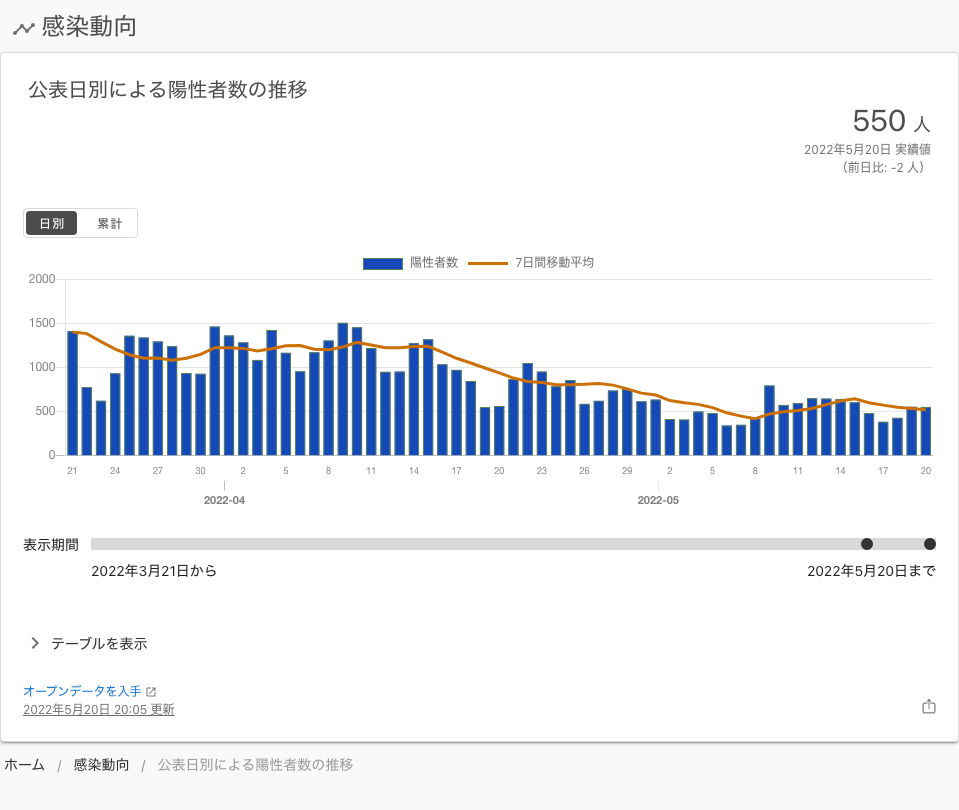 感染動向
公表日別による陽性者数の推移
550 人
2022年5月20日 実績値
（前日比: -2 人）
日別 累計
陽性者数 7日間移動平均
2000
1500
1000
500
0
21 24 27 30 2 5 8 11 14 17 20 23 26 29 2 5 8 11 14 17 20
2022-04 2022-05
表示期間
2022年3月21日から 2022年5月20日まで
テーブルを表示
オープンデータを入手
2022年5月20日 20:05 更新
ホーム / 感染動向 / 公表日別による陽性者数の推移